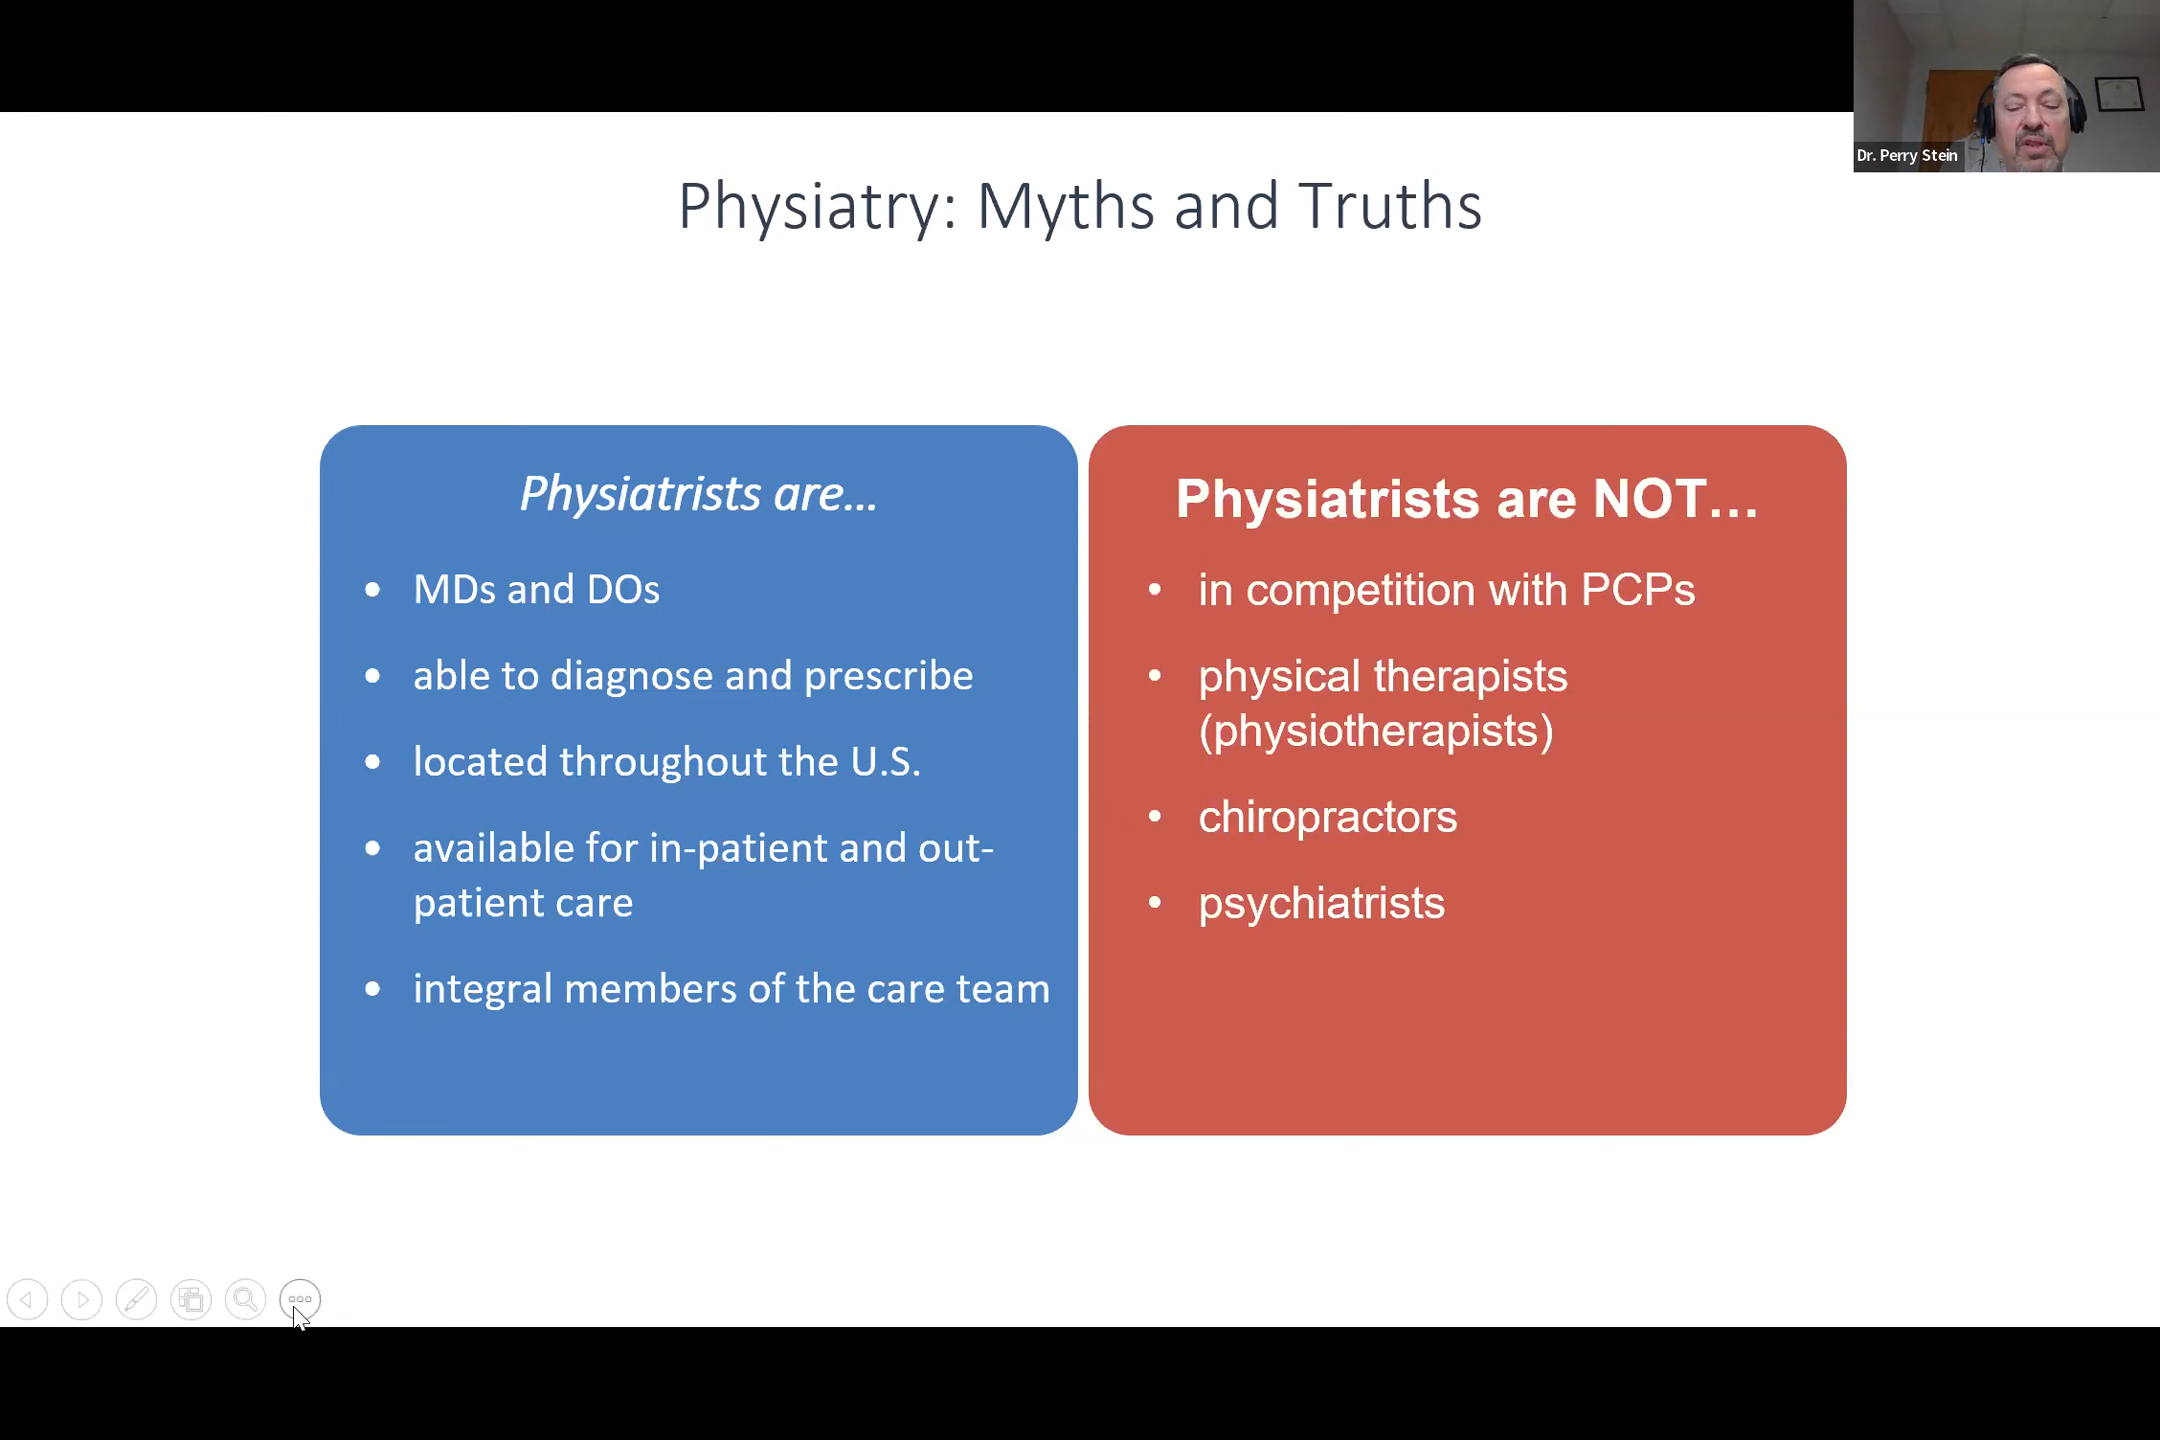 Dr. Perry Stein
Physiatry: Myths and Truths
Physiatrists are...
• MDs and DOs
• able to diagnose and prescribe
• located throughout the U.S.
• available for in-patient and out-
patient care
• integral members of the care team
Physiatrists are NOT...
• in competition with PCPs
• physical therapists
(physiotherapists)
• chiropractors
• psychiatrists